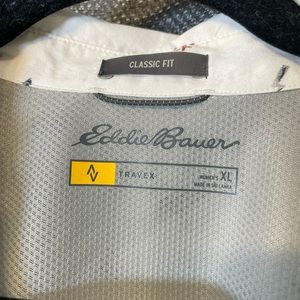 CLASSIC FIT
Eddie Bauer
TRAVEX
WOMEN'S XL
MADE IN SRI LANKA